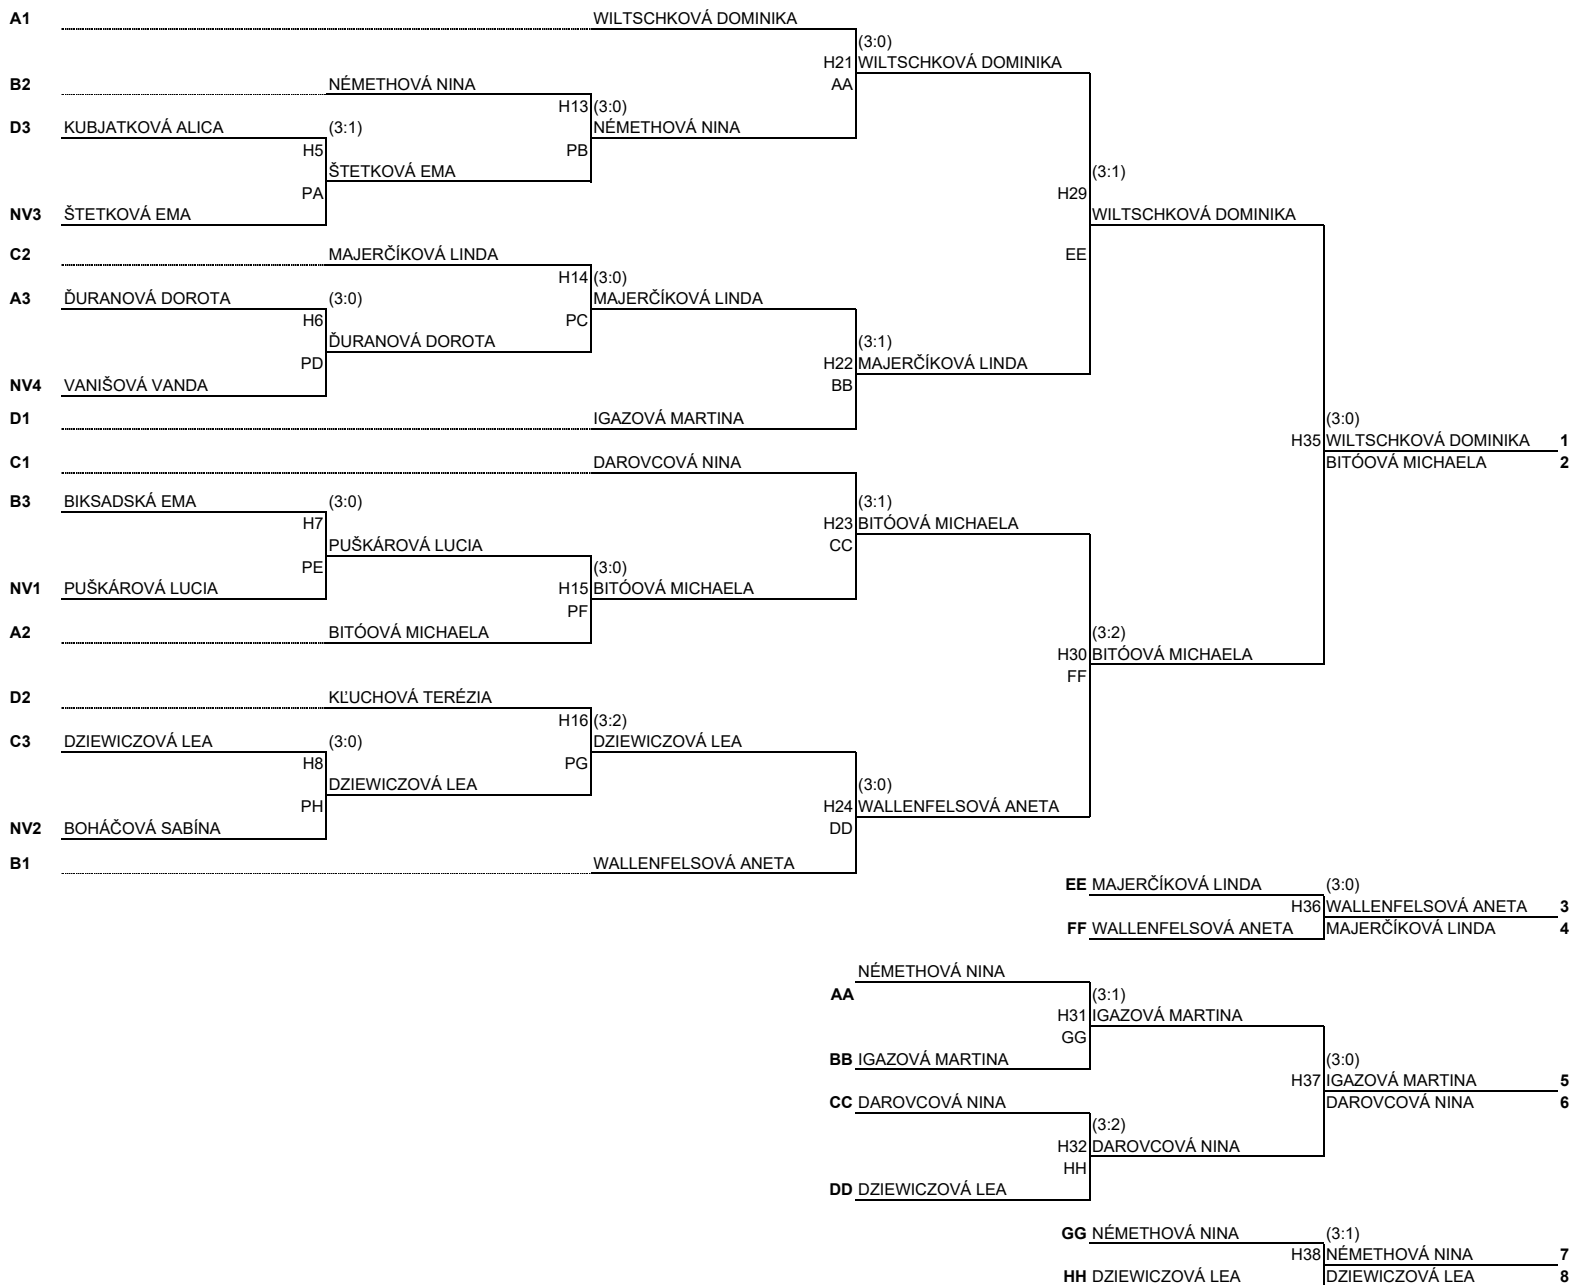 A1 WILTSCHKOVÁ DOMINIKA
(3:0)
H21 WILTSCHKOVÁ DOMINIKA
B2 NÉMETHOVÁ NINA AA
H13 (3:0)
D3 KUBJATKOVÁ ALICA (3:1) NÉMETHOVÁ NINA
H5 PB
ŠTETKOVÁ EMA (3:1)
PA H29
NV3 ŠTETKOVÁ EMA WILTSCHKOVÁ DOMINIKA
C2 MAJERČÍKOVÁ LINDA EE
H14 (3:0)
A3 ĎURANOVÁ DOROTA (3:0) MAJERČÍKOVÁ LINDA
H6 PC
ĎURANOVÁ DOROTA (3:1)
PD H22 MAJERČÍKOVÁ LINDA
NV4 VANIŠOVÁ VANDA BB
D1 IGAZOVÁ MARTINA (3:0)
H35 WILTSCHKOVÁ DOMINIKA 1
C1 DAROVCOVÁ NINA BITÓOVÁ MICHAELA 2
B3 BIKSADSKÁ EMA (3:0) (3:1)
H7 H23 BITÓOVÁ MICHAELA
PUŠKÁROVÁ LUCIA CC
PE (3:0)
NV1 PUŠKÁROVÁ LUCIA H15 BITÓOVÁ MICHAELA
PF
A2 BITÓOVÁ MICHAELA (3:2)
H30 BITÓOVÁ MICHAELA
FF
D2 KĽUCHOVÁ TERÉZIA
H16 (3:2)
C3 DZIEWICZOVÁ LEA (3:0) DZIEWICZOVÁ LEA
H8 PG
DZIEWICZOVÁ LEA (3:0)
PH H24 WALLENFELSOVÁ ANETA
NV2 BOHÁČOVÁ SABÍNA DD
B1 WALLENFELSOVÁ ANETA
EE MAJERČÍKOVÁ LINDA (3:0)
H36 WALLENFELSOVÁ ANETA 3
FF WALLENFELSOVÁ ANETA MAJERČÍKOVÁ LINDA 4
NÉMETHOVÁ NINA
AA (3:1)
H31 IGAZOVÁ MARTINA
GG
BB IGAZOVÁ MARTINA (3:0)
H37 IGAZOVÁ MARTINA 5
CC DAROVCOVÁ NINA DAROVCOVÁ NINA 6
(3:2)
H32 DAROVCOVÁ NINA
HH
DD DZIEWICZOVÁ LEA
GG NÉMETHOVÁ NINA (3:1)
H38 NÉMETHOVÁ NINA 7
HH DZIEWICZOVÁ LEA DZIEWICZOVÁ LEA 8